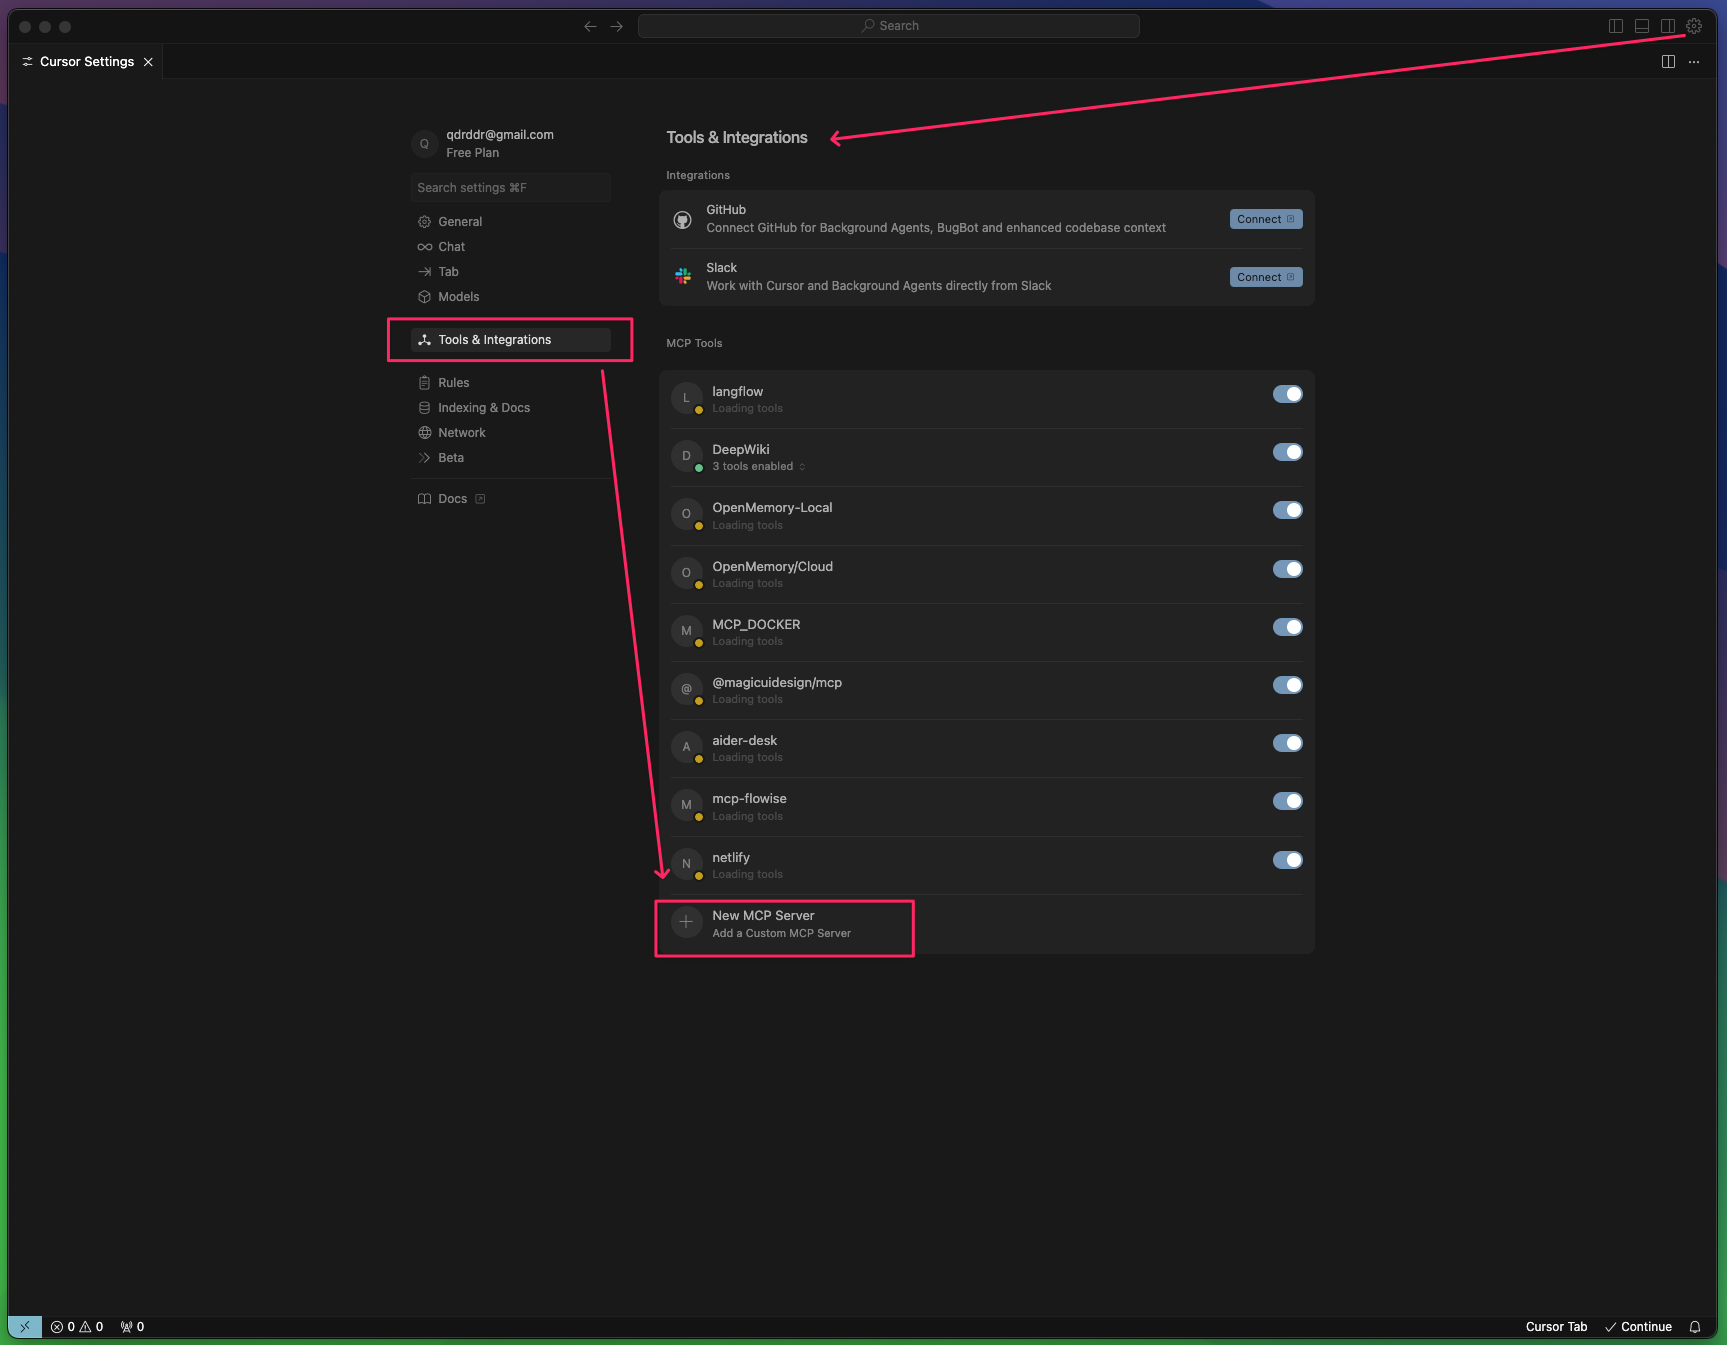 Search
Cursor Settings
Q
qdrddr@gmail.com
Free Plan
Search settings ⌘F
General
Chat
Tab
Models
Tools & Integrations
Rules
Indexing & Docs
Network
Beta
Docs
Tools & Integrations
Integrations
GitHub
Connect GitHub for Background Agents, BugBot and enhanced codebase context
Connect
Slack
Work with Cursor and Background Agents directly from Slack
Connect
MCP Tools
L
langflow
Loading tools
D
DeepWiki
3 tools enabled
O
OpenMemory-Local
Loading tools
O
OpenMemory/Cloud
Loading tools
M
MCP_DOCKER
Loading tools
@
@magicuidesign/mcp
Loading tools
A
aider-desk
Loading tools
M
mcp-flowise
Loading tools
N
netlify
Loading tools
New MCP Server
Add a Custom MCP Server
0 0 0
Cursor Tab
Continue